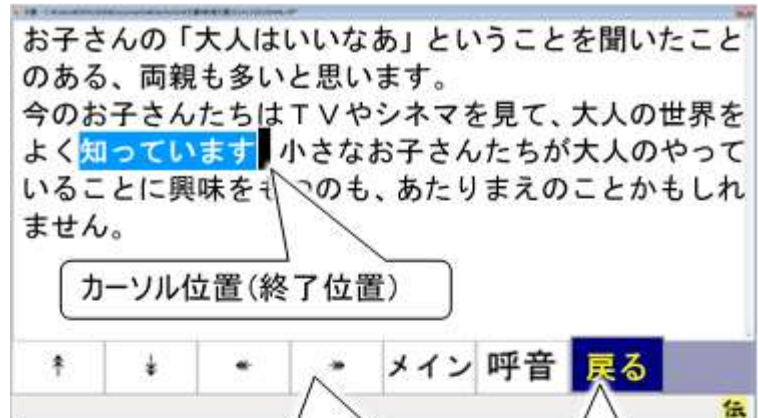 お子さんの「大人はいいなあ」ということを聞いたこと
のある、両親も多いと思います。
今のお子さんたちはTVやシネマを見て、大人の世界を
よく知っています 小さなお子さんたちが大人のやって
いることに興味をもつのも、あたりまえのことかもしれ
ません。
カーソル位置(終了位置)
メイン 呼音 戻る
伝